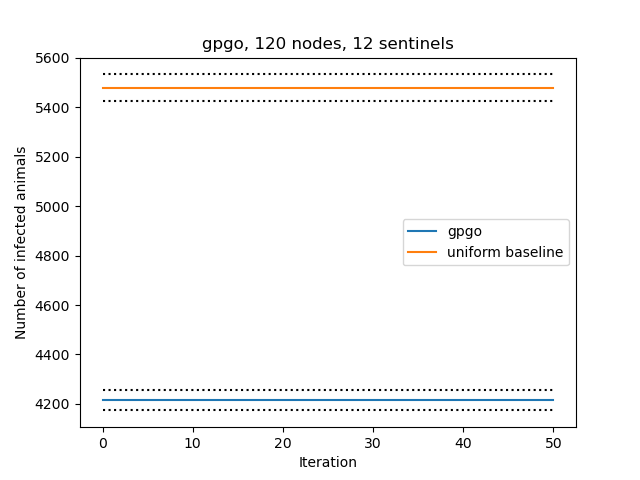 gpgo, 120 nodes, 12 sentinels
5600
5400
5200
5000
4800
4600
4400
4200
Number of infected animals
gpgo
uniform baseline
0 10 20 30 40 50
Iteration